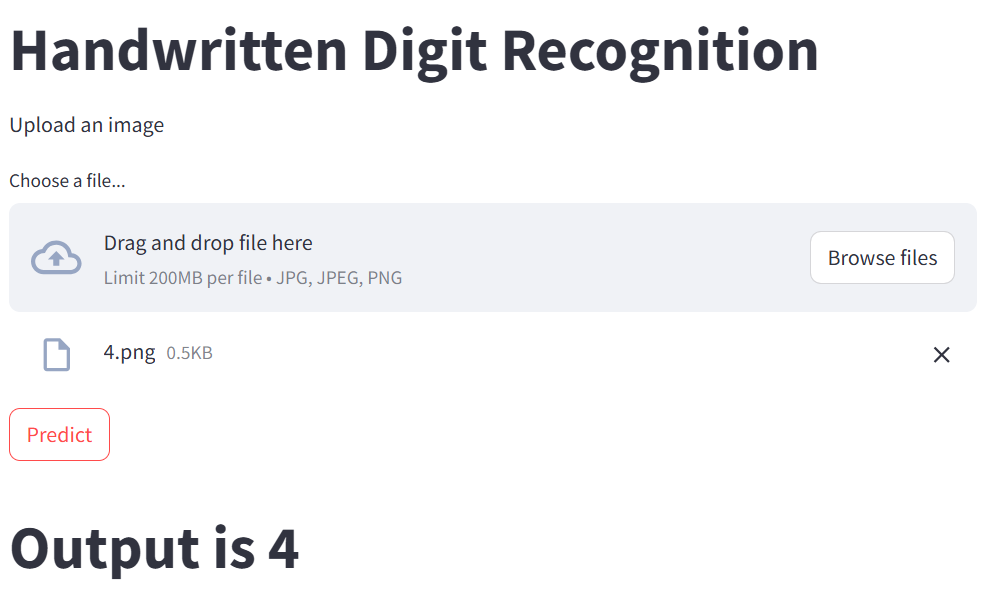 Handwritten Digit Recognition
Upload an image
Choose a file...
Drag and drop file here
Limit 200MB per file • JPG, JPEG, PNG
Browse files
4.png 0.5KB
Predict
Output is 4